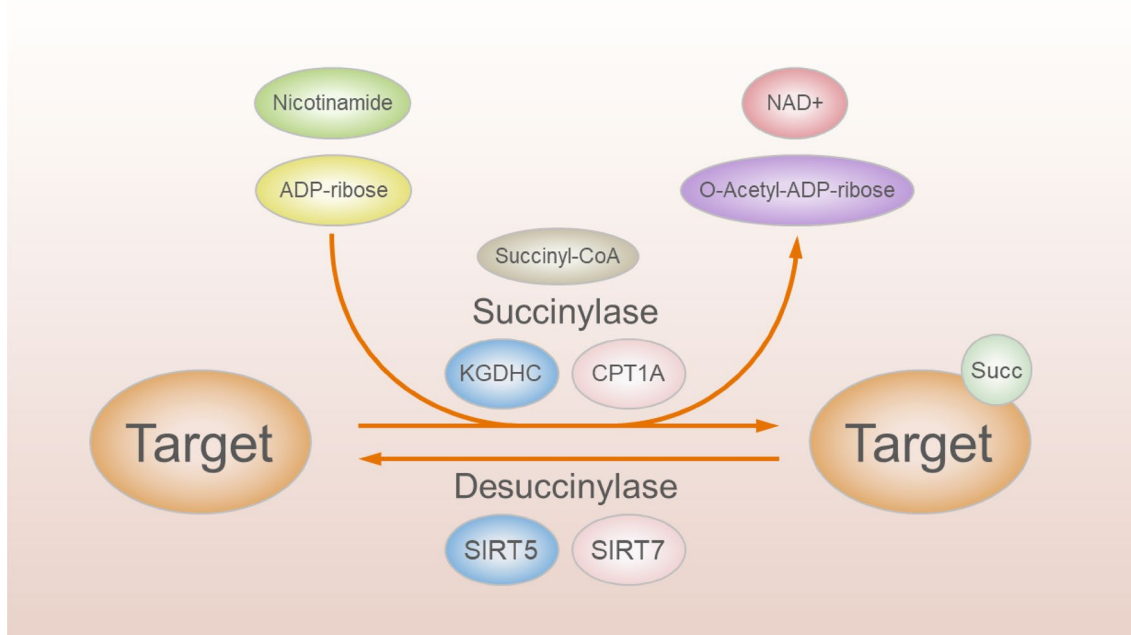 Nicotinamide
NAD+
ADP-ribose
O-Acetyl-ADP-ribose
Succinyl-CoA
Succinylase
KGDHC
CPT1A
Succ
Target
Target
Desuccinylase
SIRT5
SIRT7